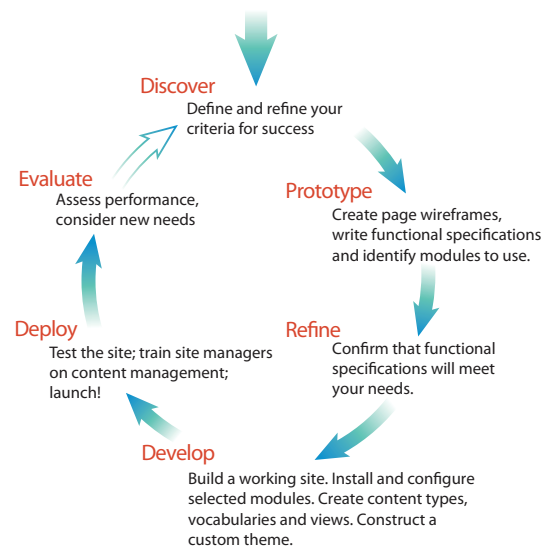 Discover
Define and refine your
criteria for success
Prototype
Create page wireframes,
write functional specifications
and identify modules to use.
Refine
Confirm that functional
specifications will meet
your needs.
Develop
Build a working site. Install and configure
selected modules. Create content types,
vocabularies and views. Construct a
custom theme.
Deploy
Test the site; train site managers
on content management;
launch!
Evaluate
Assess performance,
consider new needs